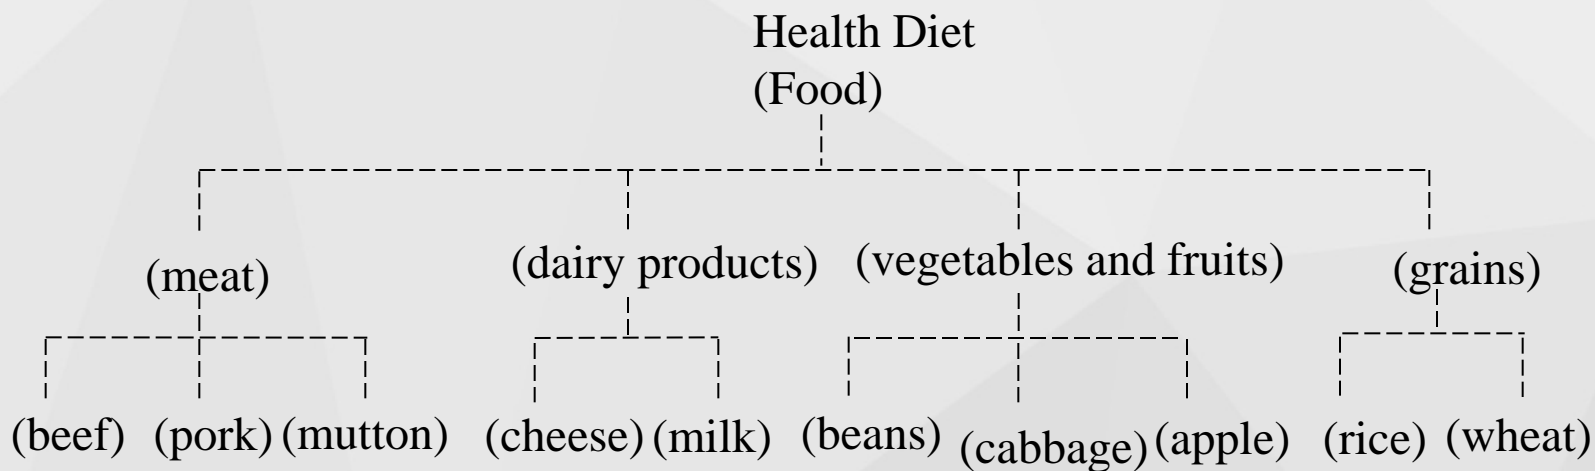 Health Diet
(Food)
(meat) (dairy products) (vegetables and fruits) (grains)
(beef) (pork) (mutton) (cheese) (milk) (beans) (cabbage) (apple) (rice) (wheat)